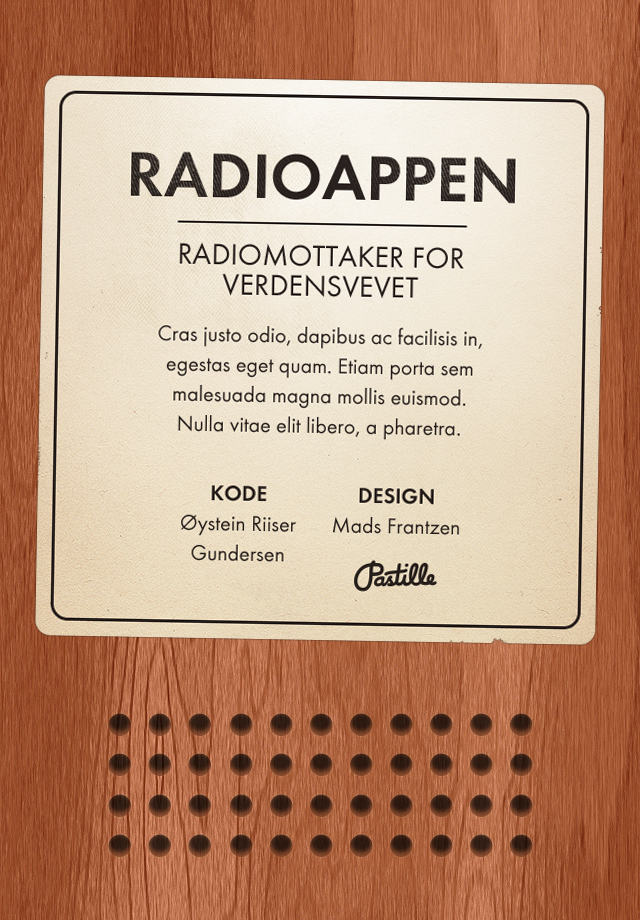 RADIOAPPEN
RADIOMOTTAKER FOR
VERDENSVEVET
Cras justo odio, dapibus ac facilisis in,
egestas eget quam. Etiam porta sem
malesuada magna mollis euismod.
Nulla vitae elit libero, a pharetra.
KODE
Øystein Riiser
Gundersen
DESIGN
Mads Frantzen
Pastille